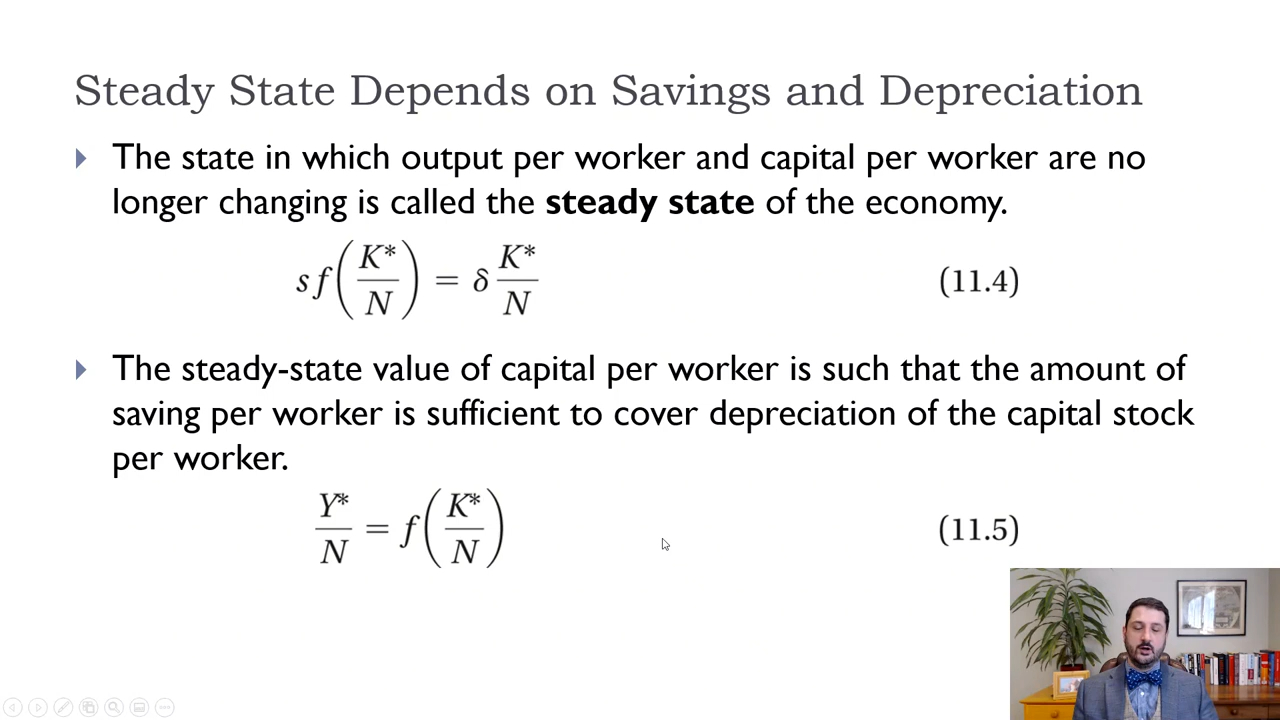 Steady State Depends on Savings and Depreciation
The state in which output per worker and capital per worker are no
longer changing is called the steady state of the economy.
sf(K*/N) = δ K*/N (11.4)
The steady-state value of capital per worker is such that the amount of
saving per worker is sufficient to cover depreciation of the capital stock
per worker.
Y*/N = f(K*/N) (11.5)